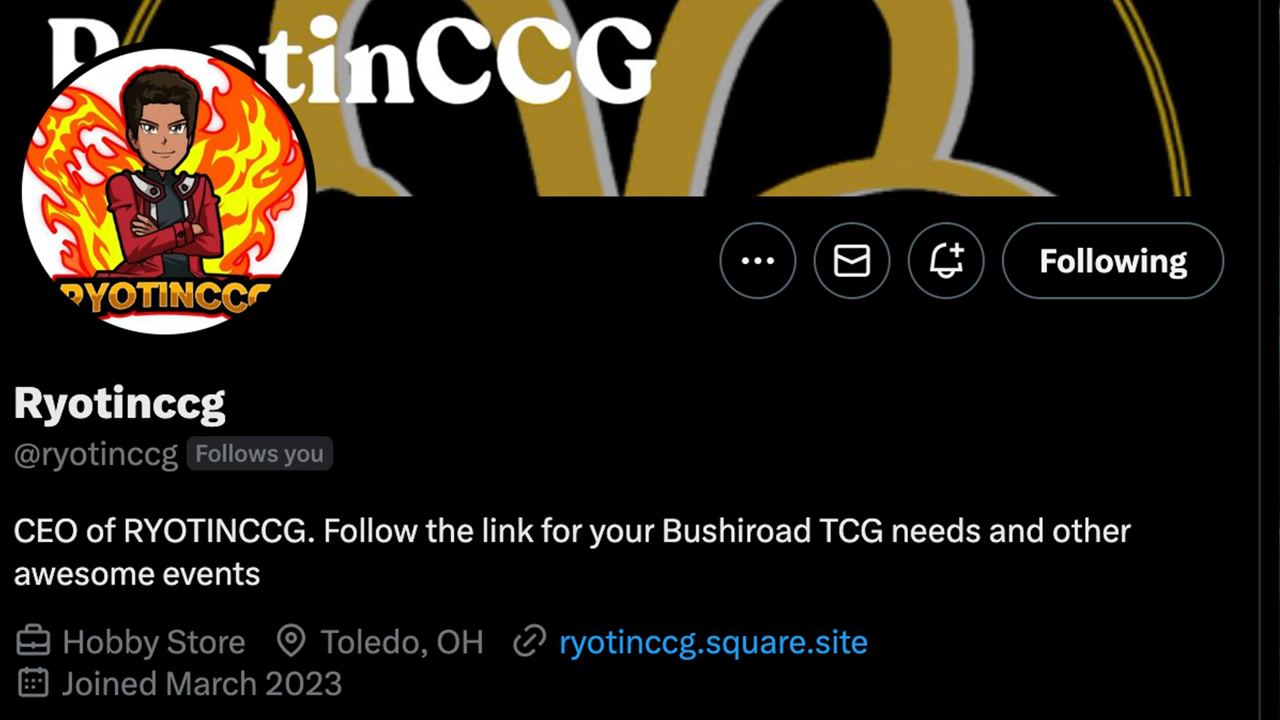 RyotinCCG
RYOTINCCG
Following
Ryotinccg
@ryotinccg Follows you
CEO of RYOTINCCG. Follow the link for your Bushiroad TCG needs and other
awesome events
Hobby Store Toledo, OH ryotinccg.square.site
Joined March 2023